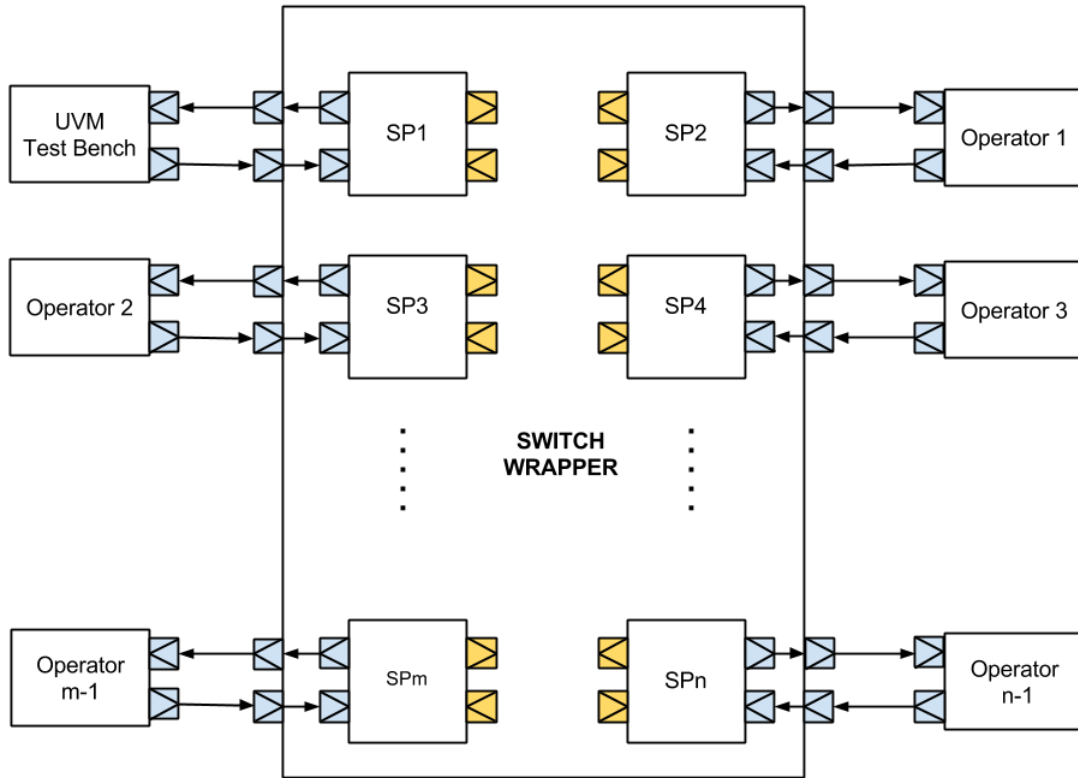 UVM
Test Bench
SP1
SP2
Operator 1
Operator 2
SP3
SP4
Operator 3
SWITCH
WRAPPER
Operator
m-1
SPm
SPn
Operator
n-1